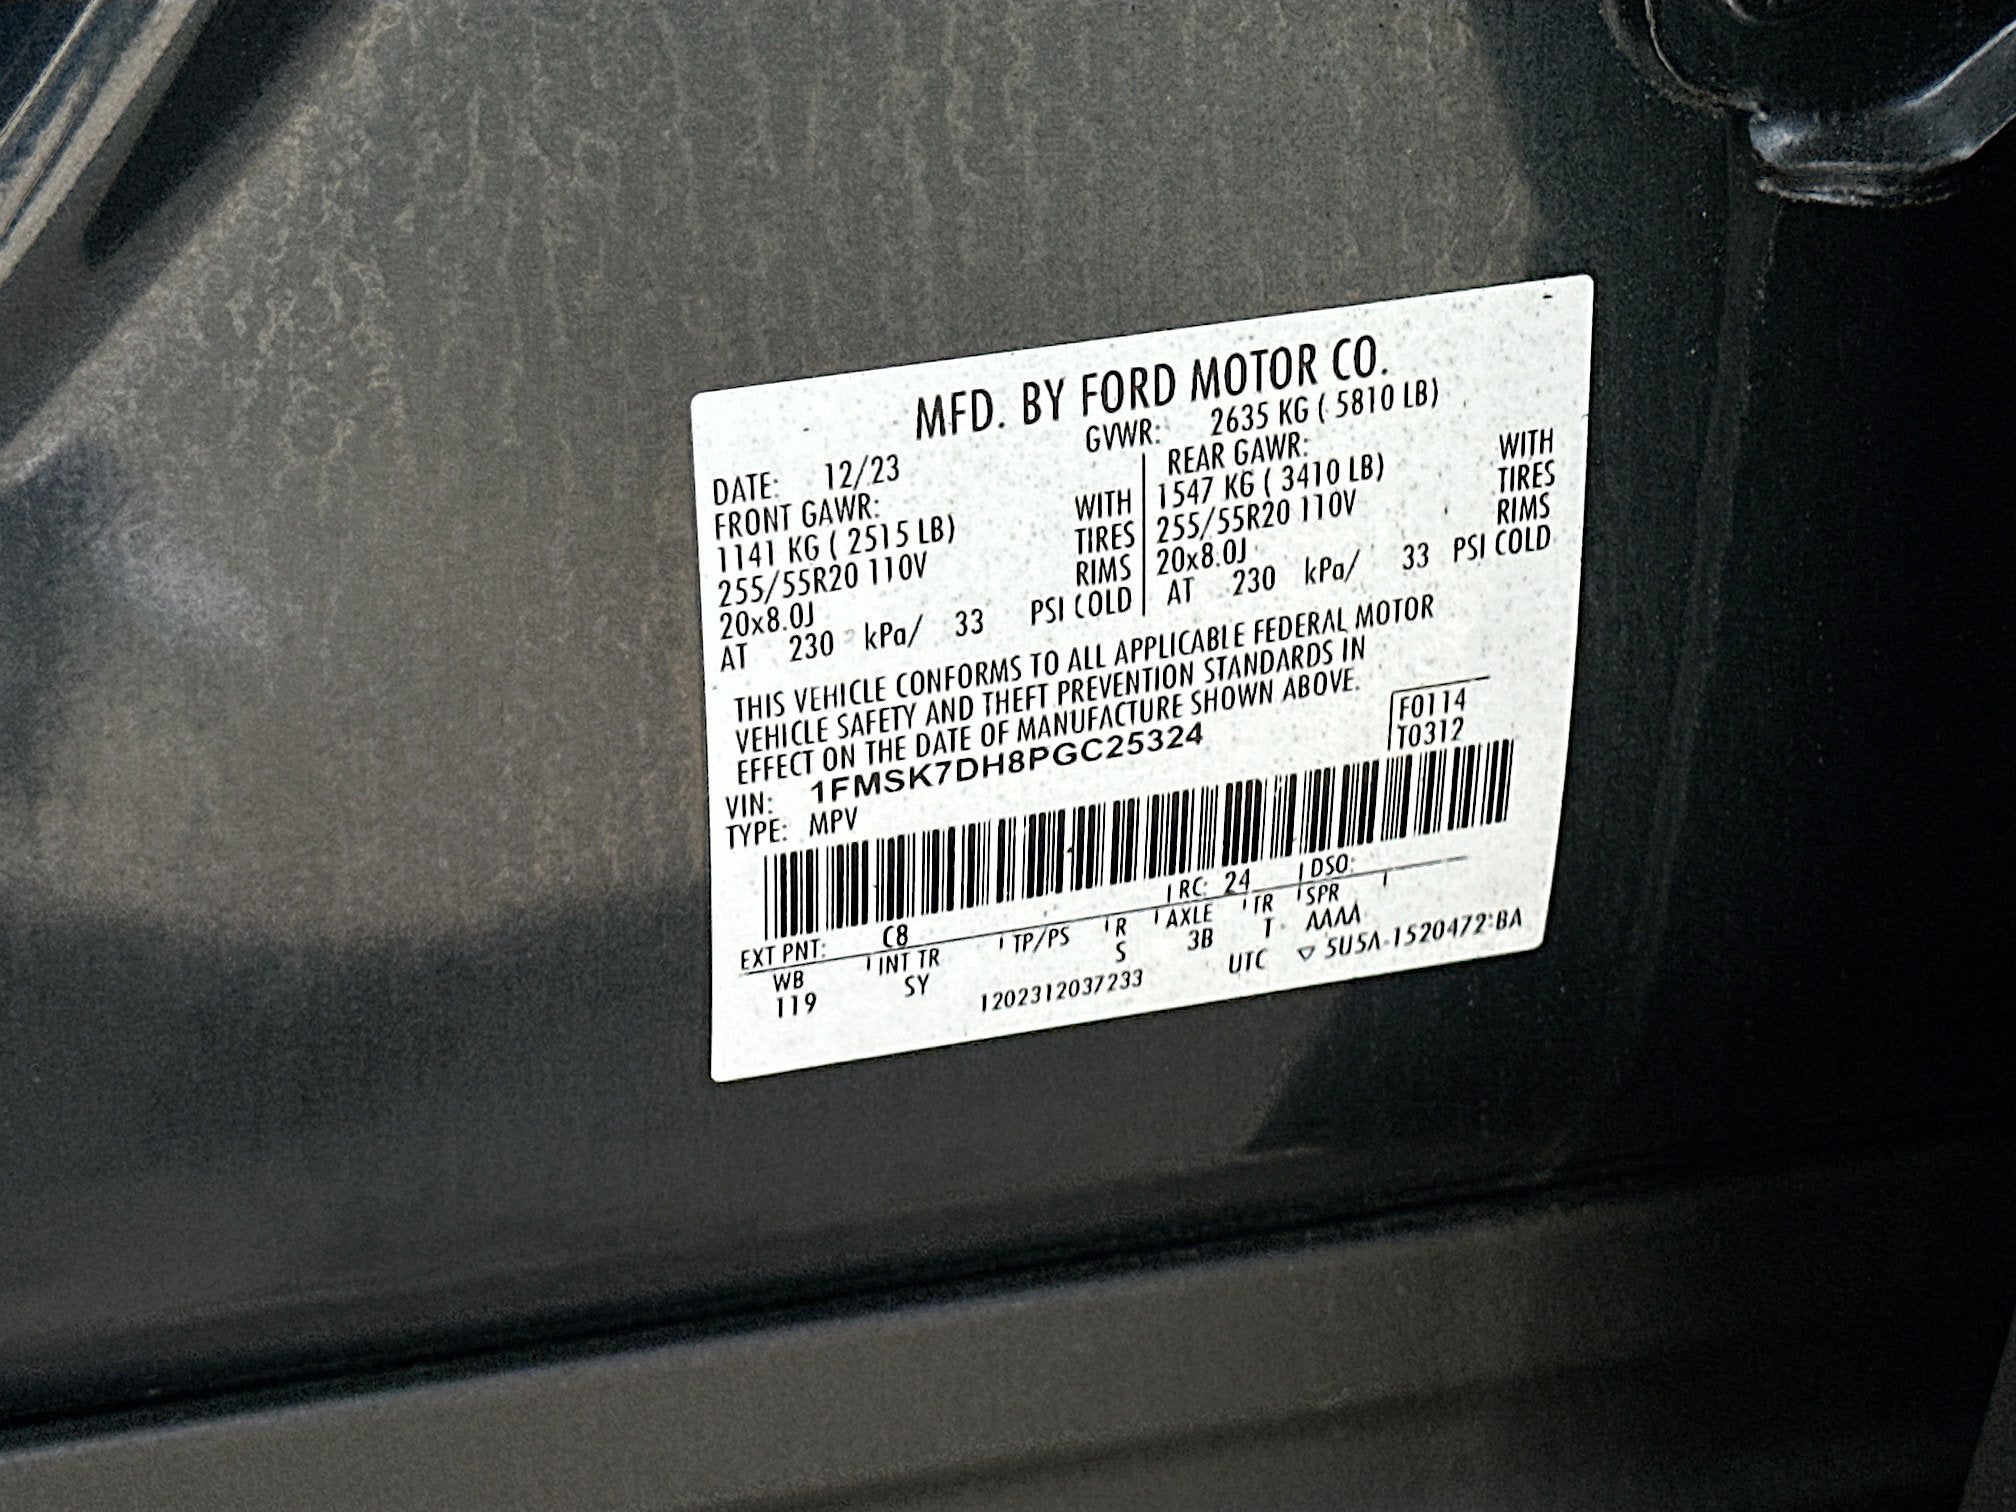 MFD. BY FORD MOTOR CO.
DATE: 12/23 GVWR: 2635 KG ( 5810 LB)
FRONT GAWR: WITH REAR GAWR: WITH
1141 KG ( 2515 LB) TIRES 1547 KG ( 3410 LB) TIRES
255/55R20 110V RIMS 255/55R20 110V RIMS
20x8.0J 20x8.0J
AT 230 kPa/ 33 PSI COLD AT 230 kPa/ 33 PSI COLD
THIS VEHICLE CONFORMS TO ALL APPLICABLE FEDERAL MOTOR
VEHICLE SAFETY AND THEFT PREVENTION STANDARDS IN
EFFECT ON THE DATE OF MANUFACTURE SHOWN ABOVE.
VIN: 1FMSK7DH8PGC25324 F0114
TYPE: MPV T0312
EXT PNT: C8 RC: 24 DSO:
WB INT TR TP/PS R AXLE TR SPR
119 SY S 3B T AAAA
1202312037233 UTC ▽ 5U5A-1520472-BA